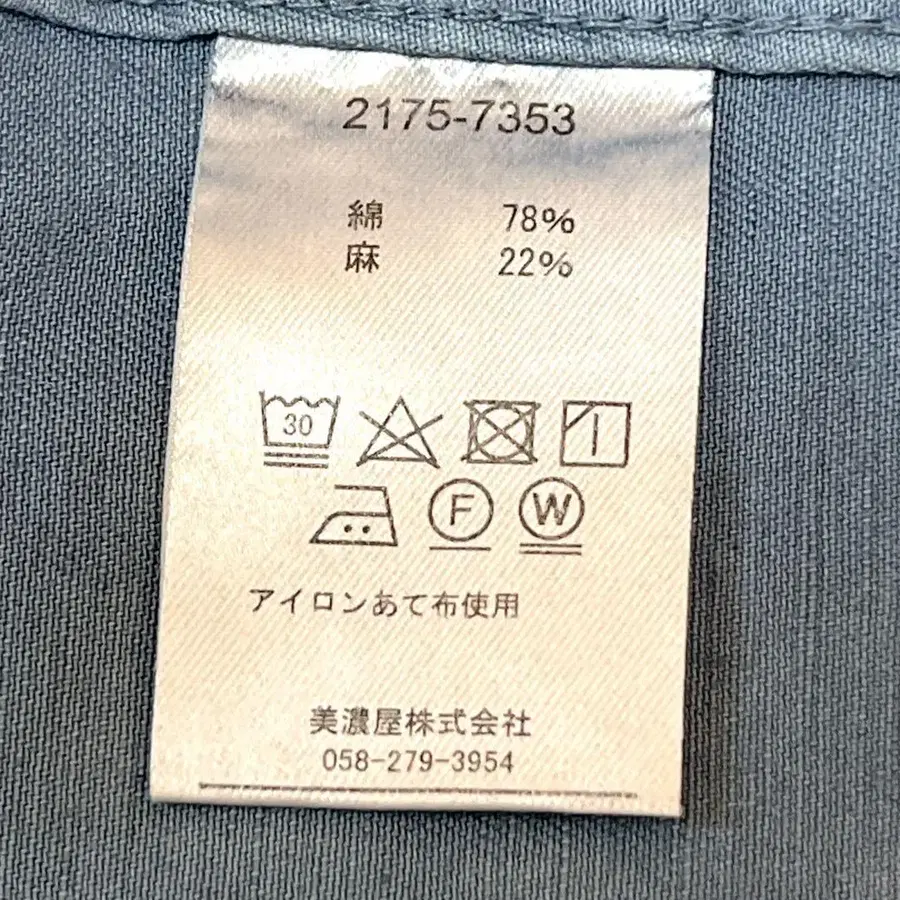 2175-7353
綿 78%
麻 22%
30
F W
アイロンあて布使用
美濃屋株式会社
058-279-3954